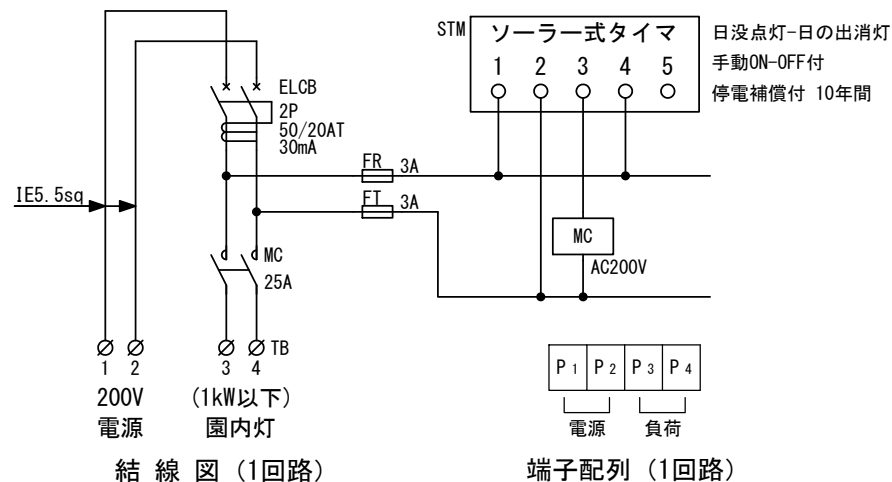 STM
ソーラー式タイマ
1 2 3 4 5
日没点灯-日の出消灯
手動ON-OFF付
停電補償付 10年間
ELCB
2P
50/20AT
30mA
FR 3A
FT 3A
IE5.5sq
MC
25A
MC
AC200V
1 2 3 4 TB
200V
電源
(1kW以下)
園内灯
結 線 図 (1回路)
P1 P2 P3 P4
電源 負荷
端子配列 (1回路)